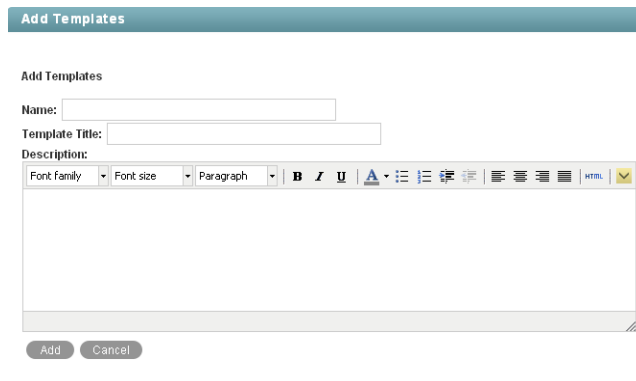 Add Templates
Add Templates
Name:
Template Title:
Description:
Font family Font size Paragraph B I U A HTML
Add Cancel